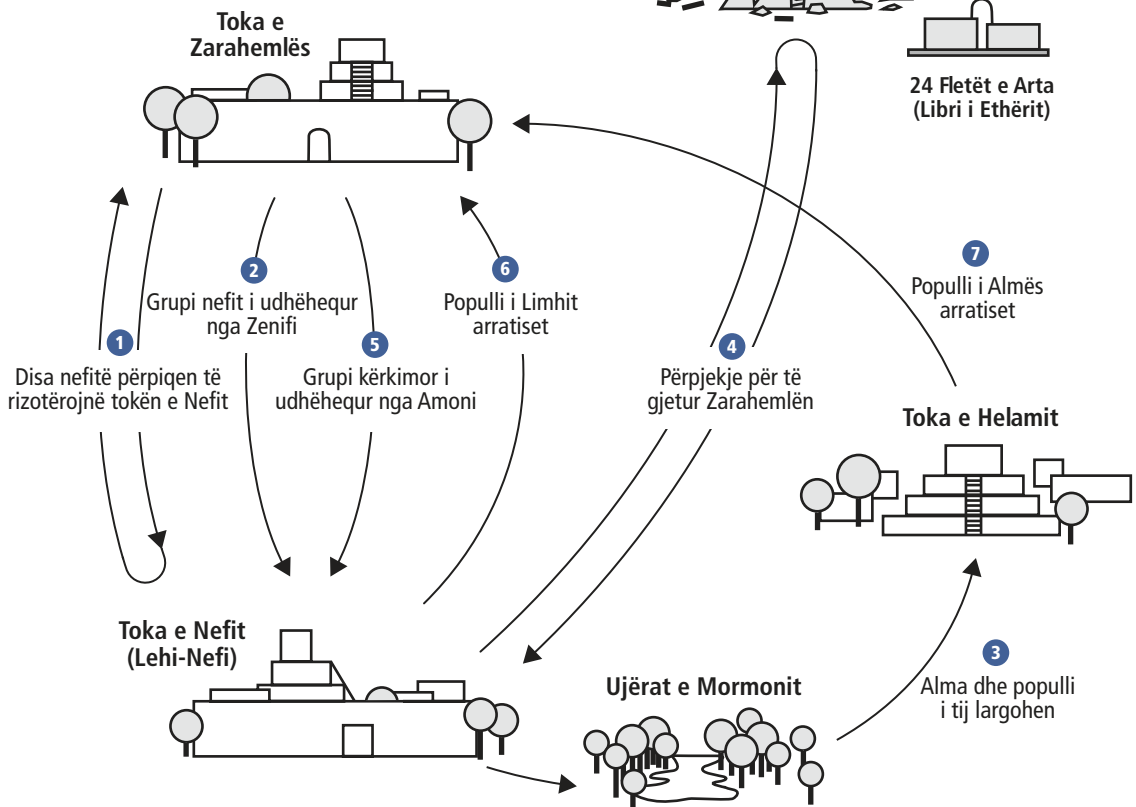 Toka e
Zarahemlës
24 Fletët e Arta
(Libri i Ethërit)
2
Grupi nefit i udhëhequr
nga Zenifi
6
Populli i Limhit
arratiset
7
Populli i Almës
arratiset
1
Disa nefitë përpiqen të
rizotërojnë tokën e Nefit
5
Grupi kërkimor i
udhëhequr nga Amoni
4
Përpjekje për të
gjetur Zarahemlën
Toka e Helamit
Toka e Nefit
(Lehi-Nefi)
Ujërat e Mormonit
3
Alma dhe populli
i tij largohen